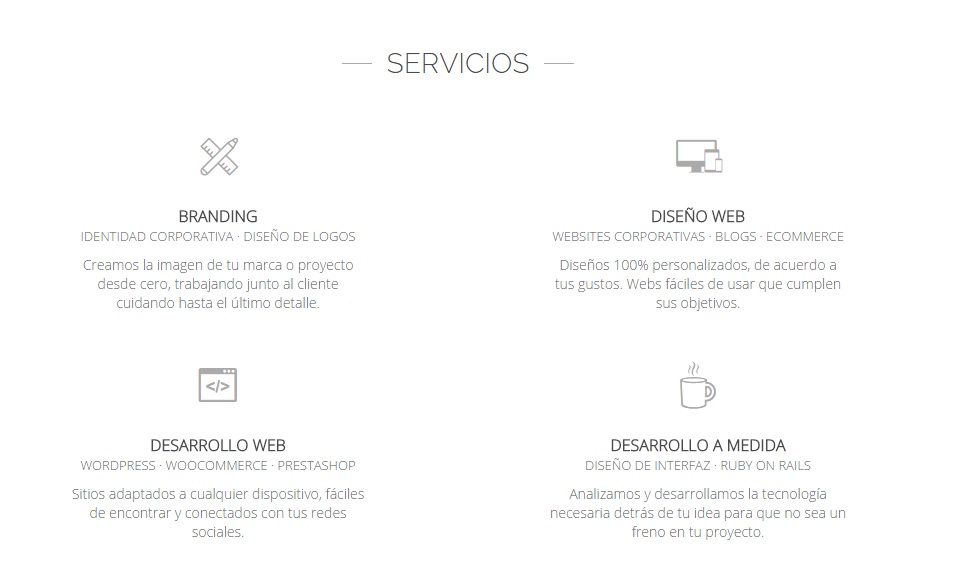 SERVICIOS
BRANDING
IDENTIDAD CORPORATIVA · DISEÑO DE LOGOS
Creamos la imagen de tu marca o proyecto
desde cero, trabajando junto al cliente
cuidando hasta el último detalle.
DISEÑO WEB
WEBSITES CORPORATIVAS · BLOGS · ECOMMERCE
Diseños 100% personalizados, de acuerdo a
tus gustos. Webs fáciles de usar que cumplen
sus objetivos.
</>
DESARROLLO WEB
WORDPRESS · WOOCOMMERCE · PRESTASHOP
Sitios adaptados a cualquier dispositivo, fáciles
de encontrar y conectados con tus redes
sociales.
DESARROLLO A MEDIDA
DISEÑO DE INTERFAZ · RUBY ON RAILS
Analizamos y desarrollamos la tecnología
necesaria detrás de tu idea para que no sea un
freno en tu proyecto.